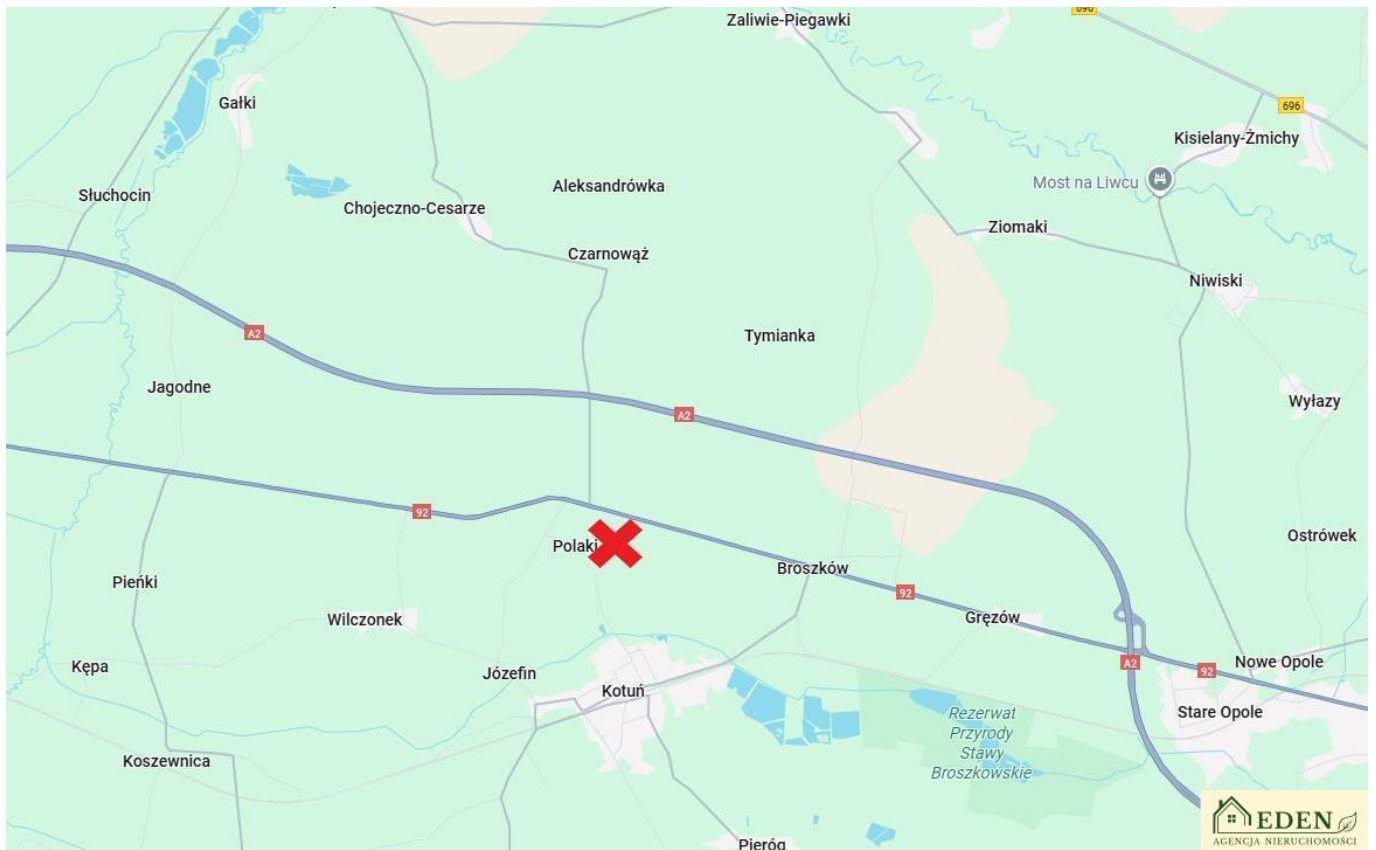 Zaliwie-Piegawki
696
Gałki
696
Kisielany-Żmichy
Most na Liwcu
Słuchocin
Aleksandrówka
Chojeczno-Cesarze
Ziomaki
Czarnowąż
Niwiski
A2
Tymianka
Jagodne
Wyłazy
A2
92
Ostrówek
Polaki
Broszków
Pieńki
92
Wilczonek
Gręzów
Kępa
Józefin
A2
92
Nowe Opole
Kotuń
Stare Opole
Rezerwat
Przyrody
Stawy
Broszkowskie
Koszewnica
Pieróg
EDEN
AGENCJA NIERUCHOMOŚCI